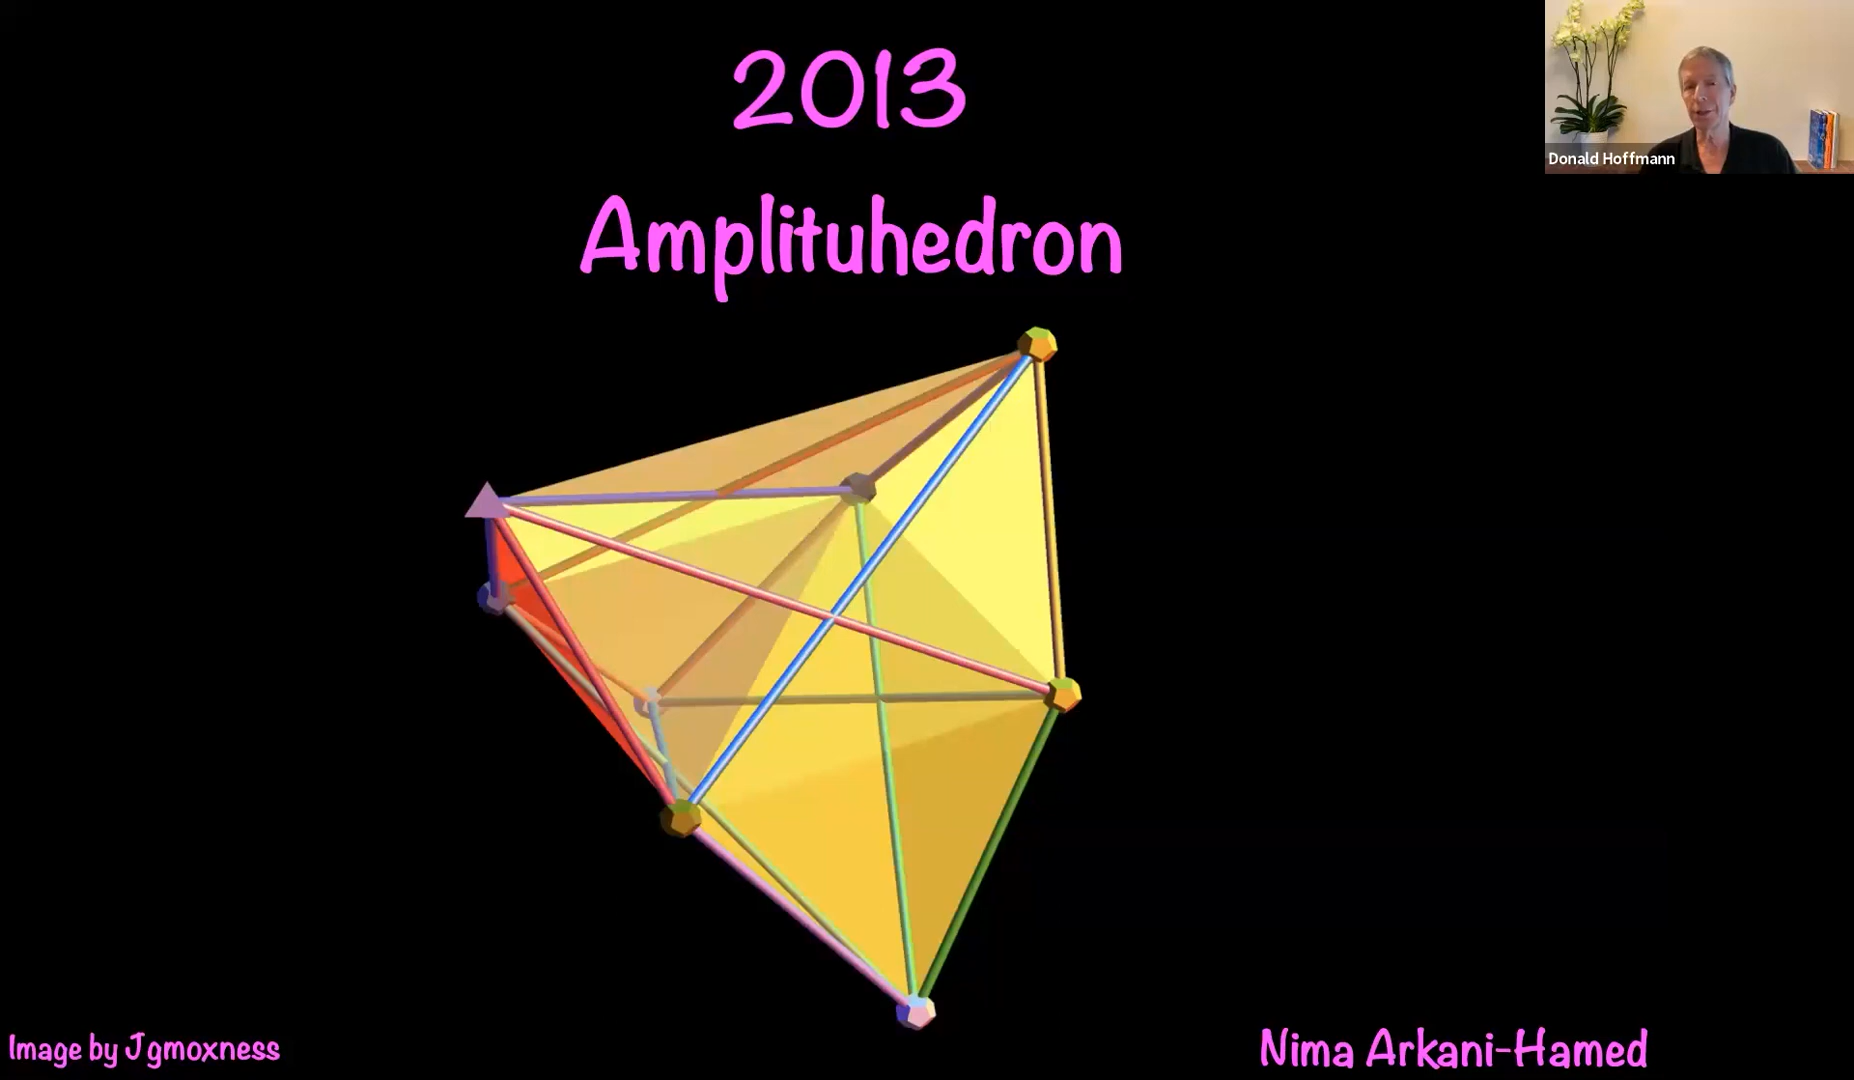 2013
Donald Hoffmann
Amplituhedron
Image by Jgmoxness
Nima Arkani-Hamed